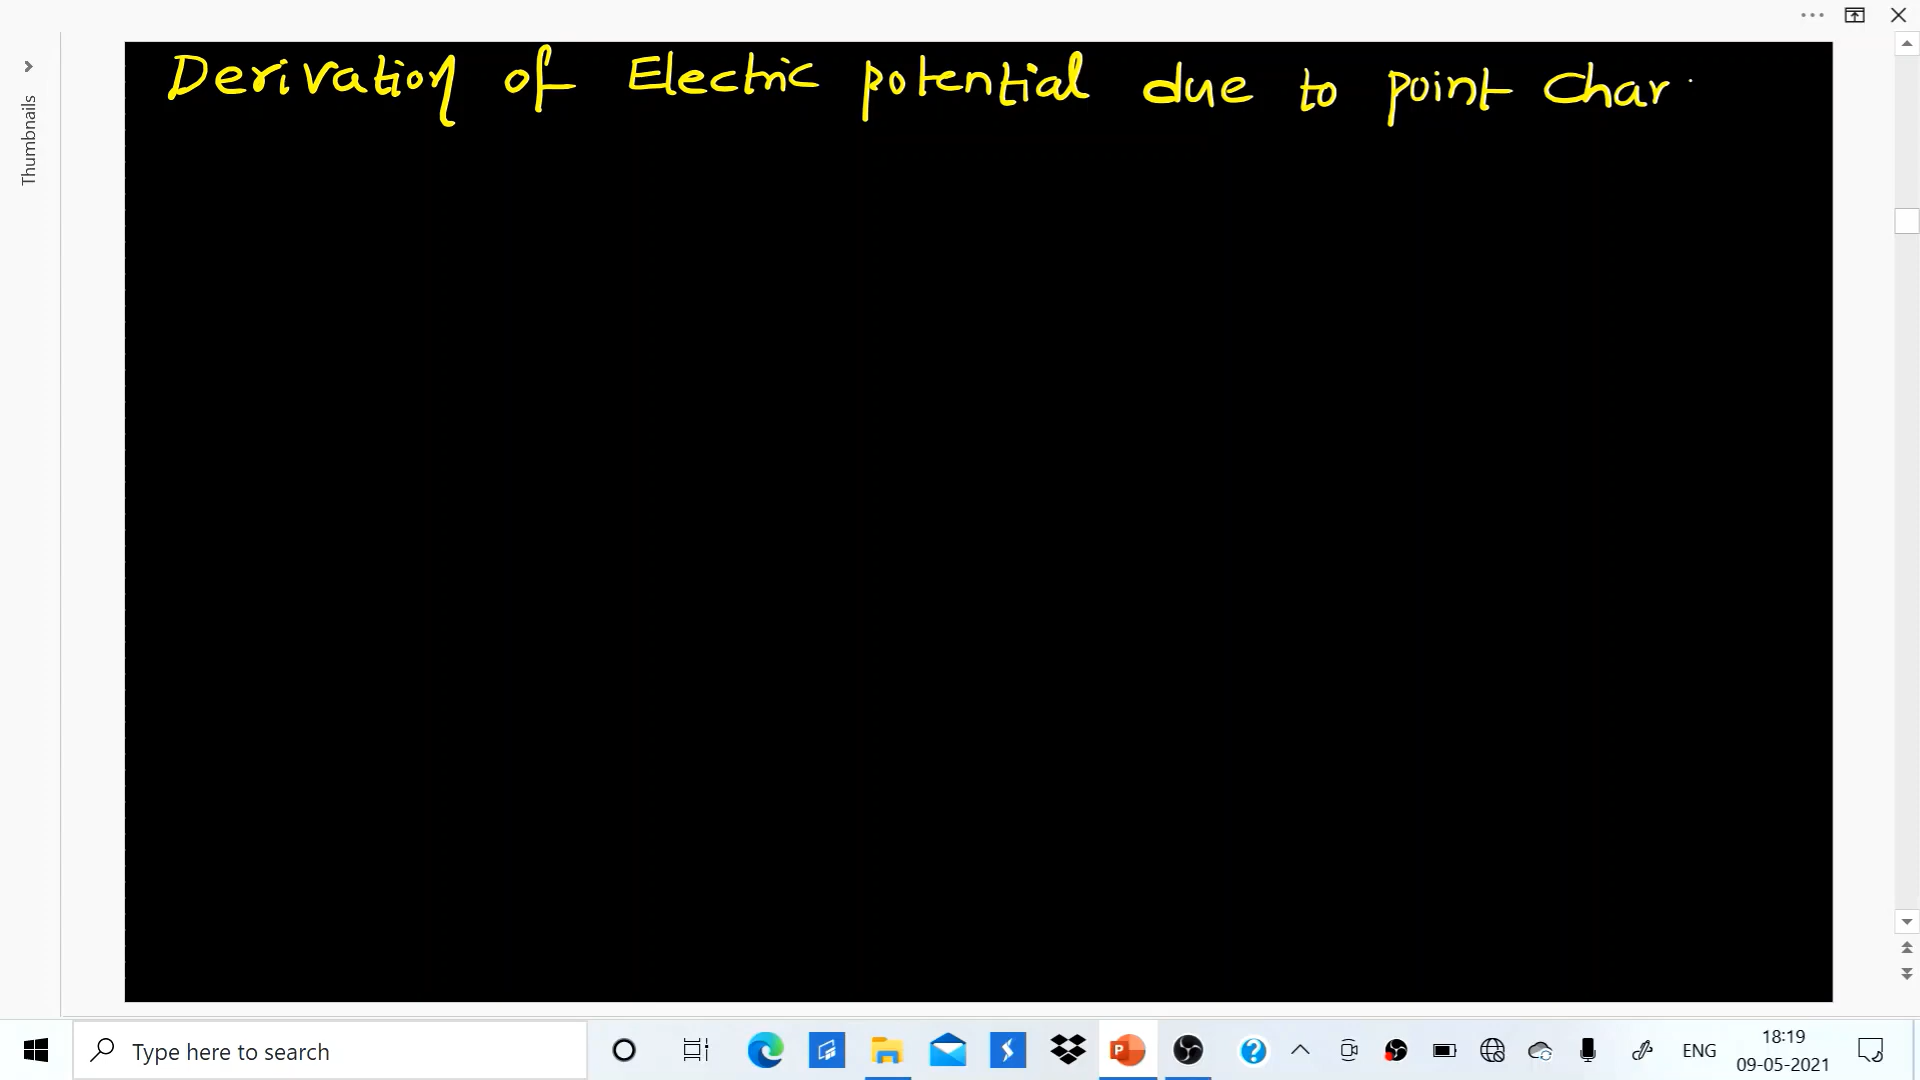 Thumbnails
Derivation of Electric potential due to point Char
Type here to search
ENG
18:19
09-05-2021